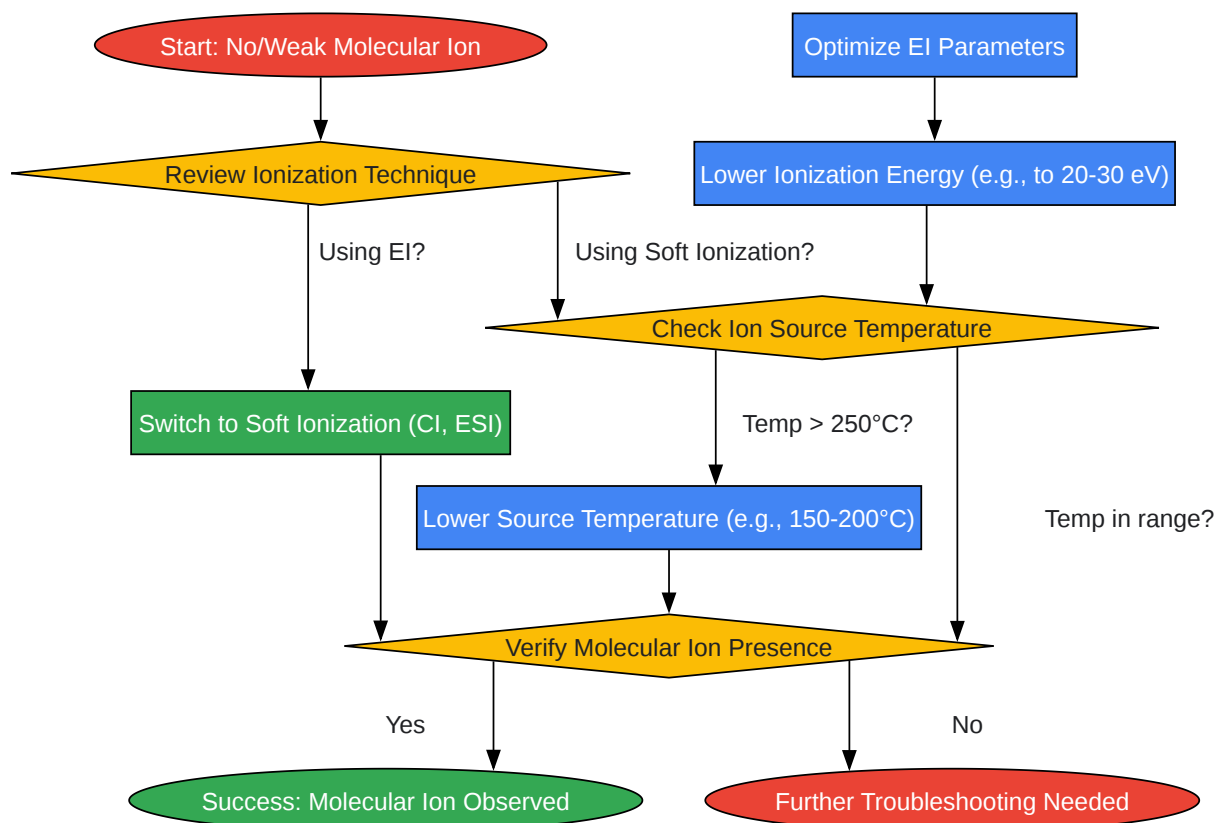 Start: No/Weak Molecular Ion
Optimize EI Parameters
Review Ionization Technique
Lower Ionization Energy (e.g., to 20-30 eV)
Using EI?
Using Soft Ionization?
Check Ion Source Temperature
Switch to Soft Ionization (CI, ESI)
Temp > 250°C?
Lower Source Temperature (e.g., 150-200°C)
Temp in range?
Verify Molecular Ion Presence
Yes
No
Success: Molecular Ion Observed
Further Troubleshooting Needed